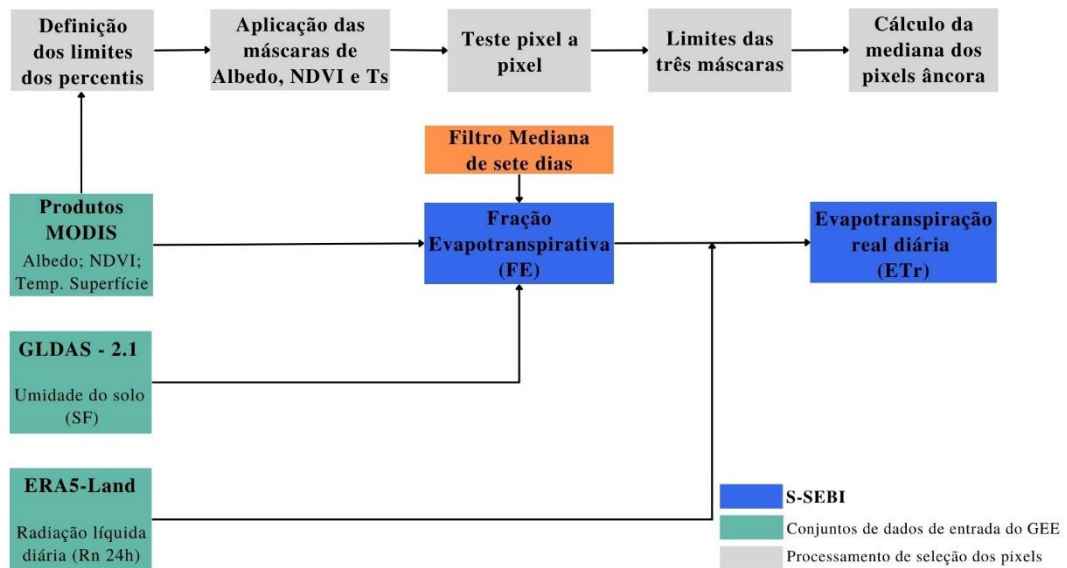 Definição
dos limites
dos percentis
Aplicação das
máscaras de
Albedo, NDVI e Ts
Teste pixel a
pixel
Limites das
três máscaras
Cálculo da
mediana dos
pixels âncora
Filtro Mediana
de sete dias
Produtos
MODIS
Albedo; NDVI;
Temp. Superfície
Fração
Evapotranspirativa
(FE)
Evapotranspiração
real diária
(ETr)
GLDAS - 2.1
Umidade do solo
(SF)
ERA5-Land
Radiação líquida
diária (Rn 24h)
S-SEBI
Conjuntos de dados de entrada do GEE
Processamento de seleção dos pixels